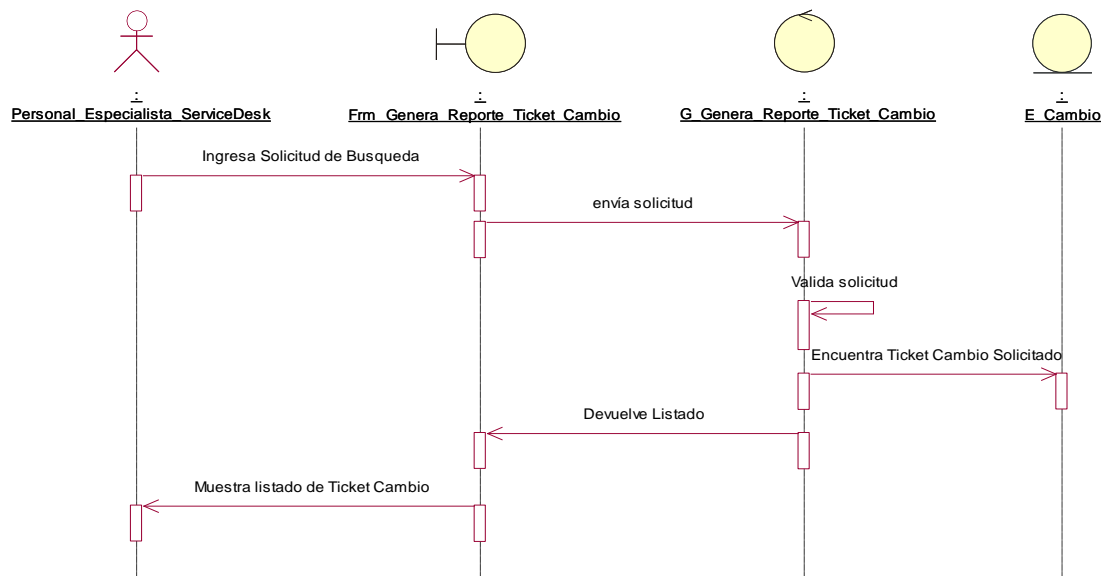 :
Personal_Especialista_ServiceDesk
:
Frm_Genera_Reporte_Ticket_Cambio
:
G_Genera_Reporte_Ticket_Cambio
:
E_Cambio
Ingresa Solicitud de Busqueda
envía solicitud
Valida solicitud
Encuentra Ticket Cambio Solicitado
Devuelve Listado
Muestra listado de Ticket Cambio